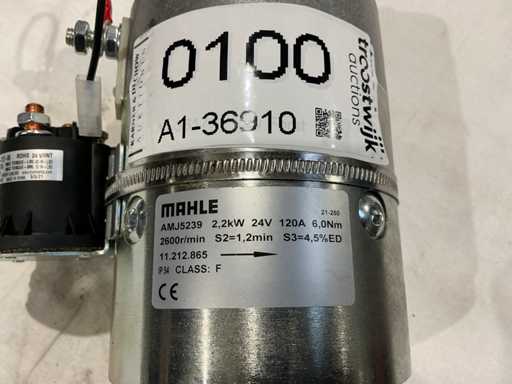 0100
A1-36910
troostwijk
auctions
MAHLE
21-250
AMJ5239 2,2kW 24V 120A 6,0Nm
2600r/min S2=1,2min S3=4,5%ED
11.212.865
IP 54 CLASS: F
CE